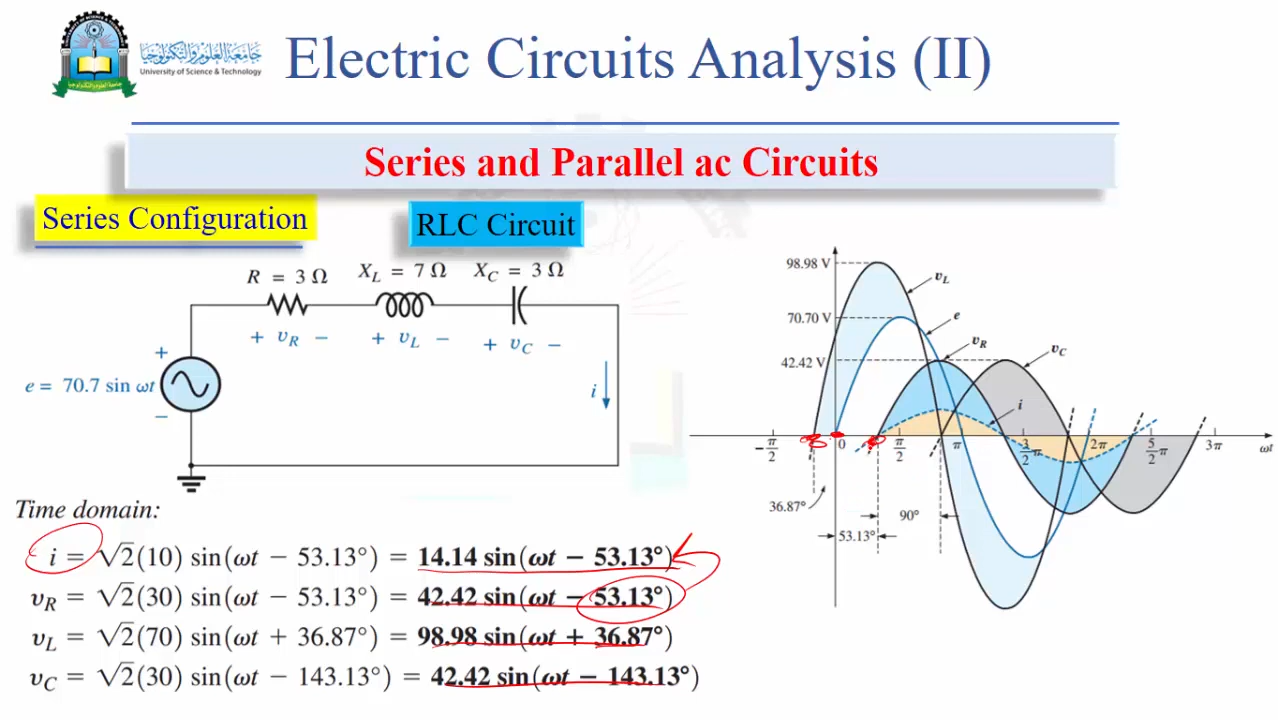 جامعة العلوم والتكنولوجيا
University of Science & Technology
Electric Circuits Analysis (II)
Series and Parallel ac Circuits
Series Configuration
RLC Circuit
R = 3 Ω
X_L = 7 Ω
X_C = 3 Ω
+ v_R −
+ v_L −
+ v_C −
+
e = 70.7 sin ωt
−
i
98.98 V
v_L
70.70 V
e
v_R
v_C
42.42 V
i
−π/2
0
π/2
π
3/2 π
2π
5/2 π
3π
ωt
36.87°
90°
53.13°
Time domain:
i = √2(10) sin(ωt − 53.13°) = 14.14 sin(ωt − 53.13°)
v_R = √2(30) sin(ωt − 53.13°) = 42.42 sin(ωt − 53.13°)
v_L = √2(70) sin(ωt + 36.87°) = 98.98 sin(ωt + 36.87°)
v_C = √2(30) sin(ωt − 143.13°) = 42.42 sin(ωt − 143.13°)